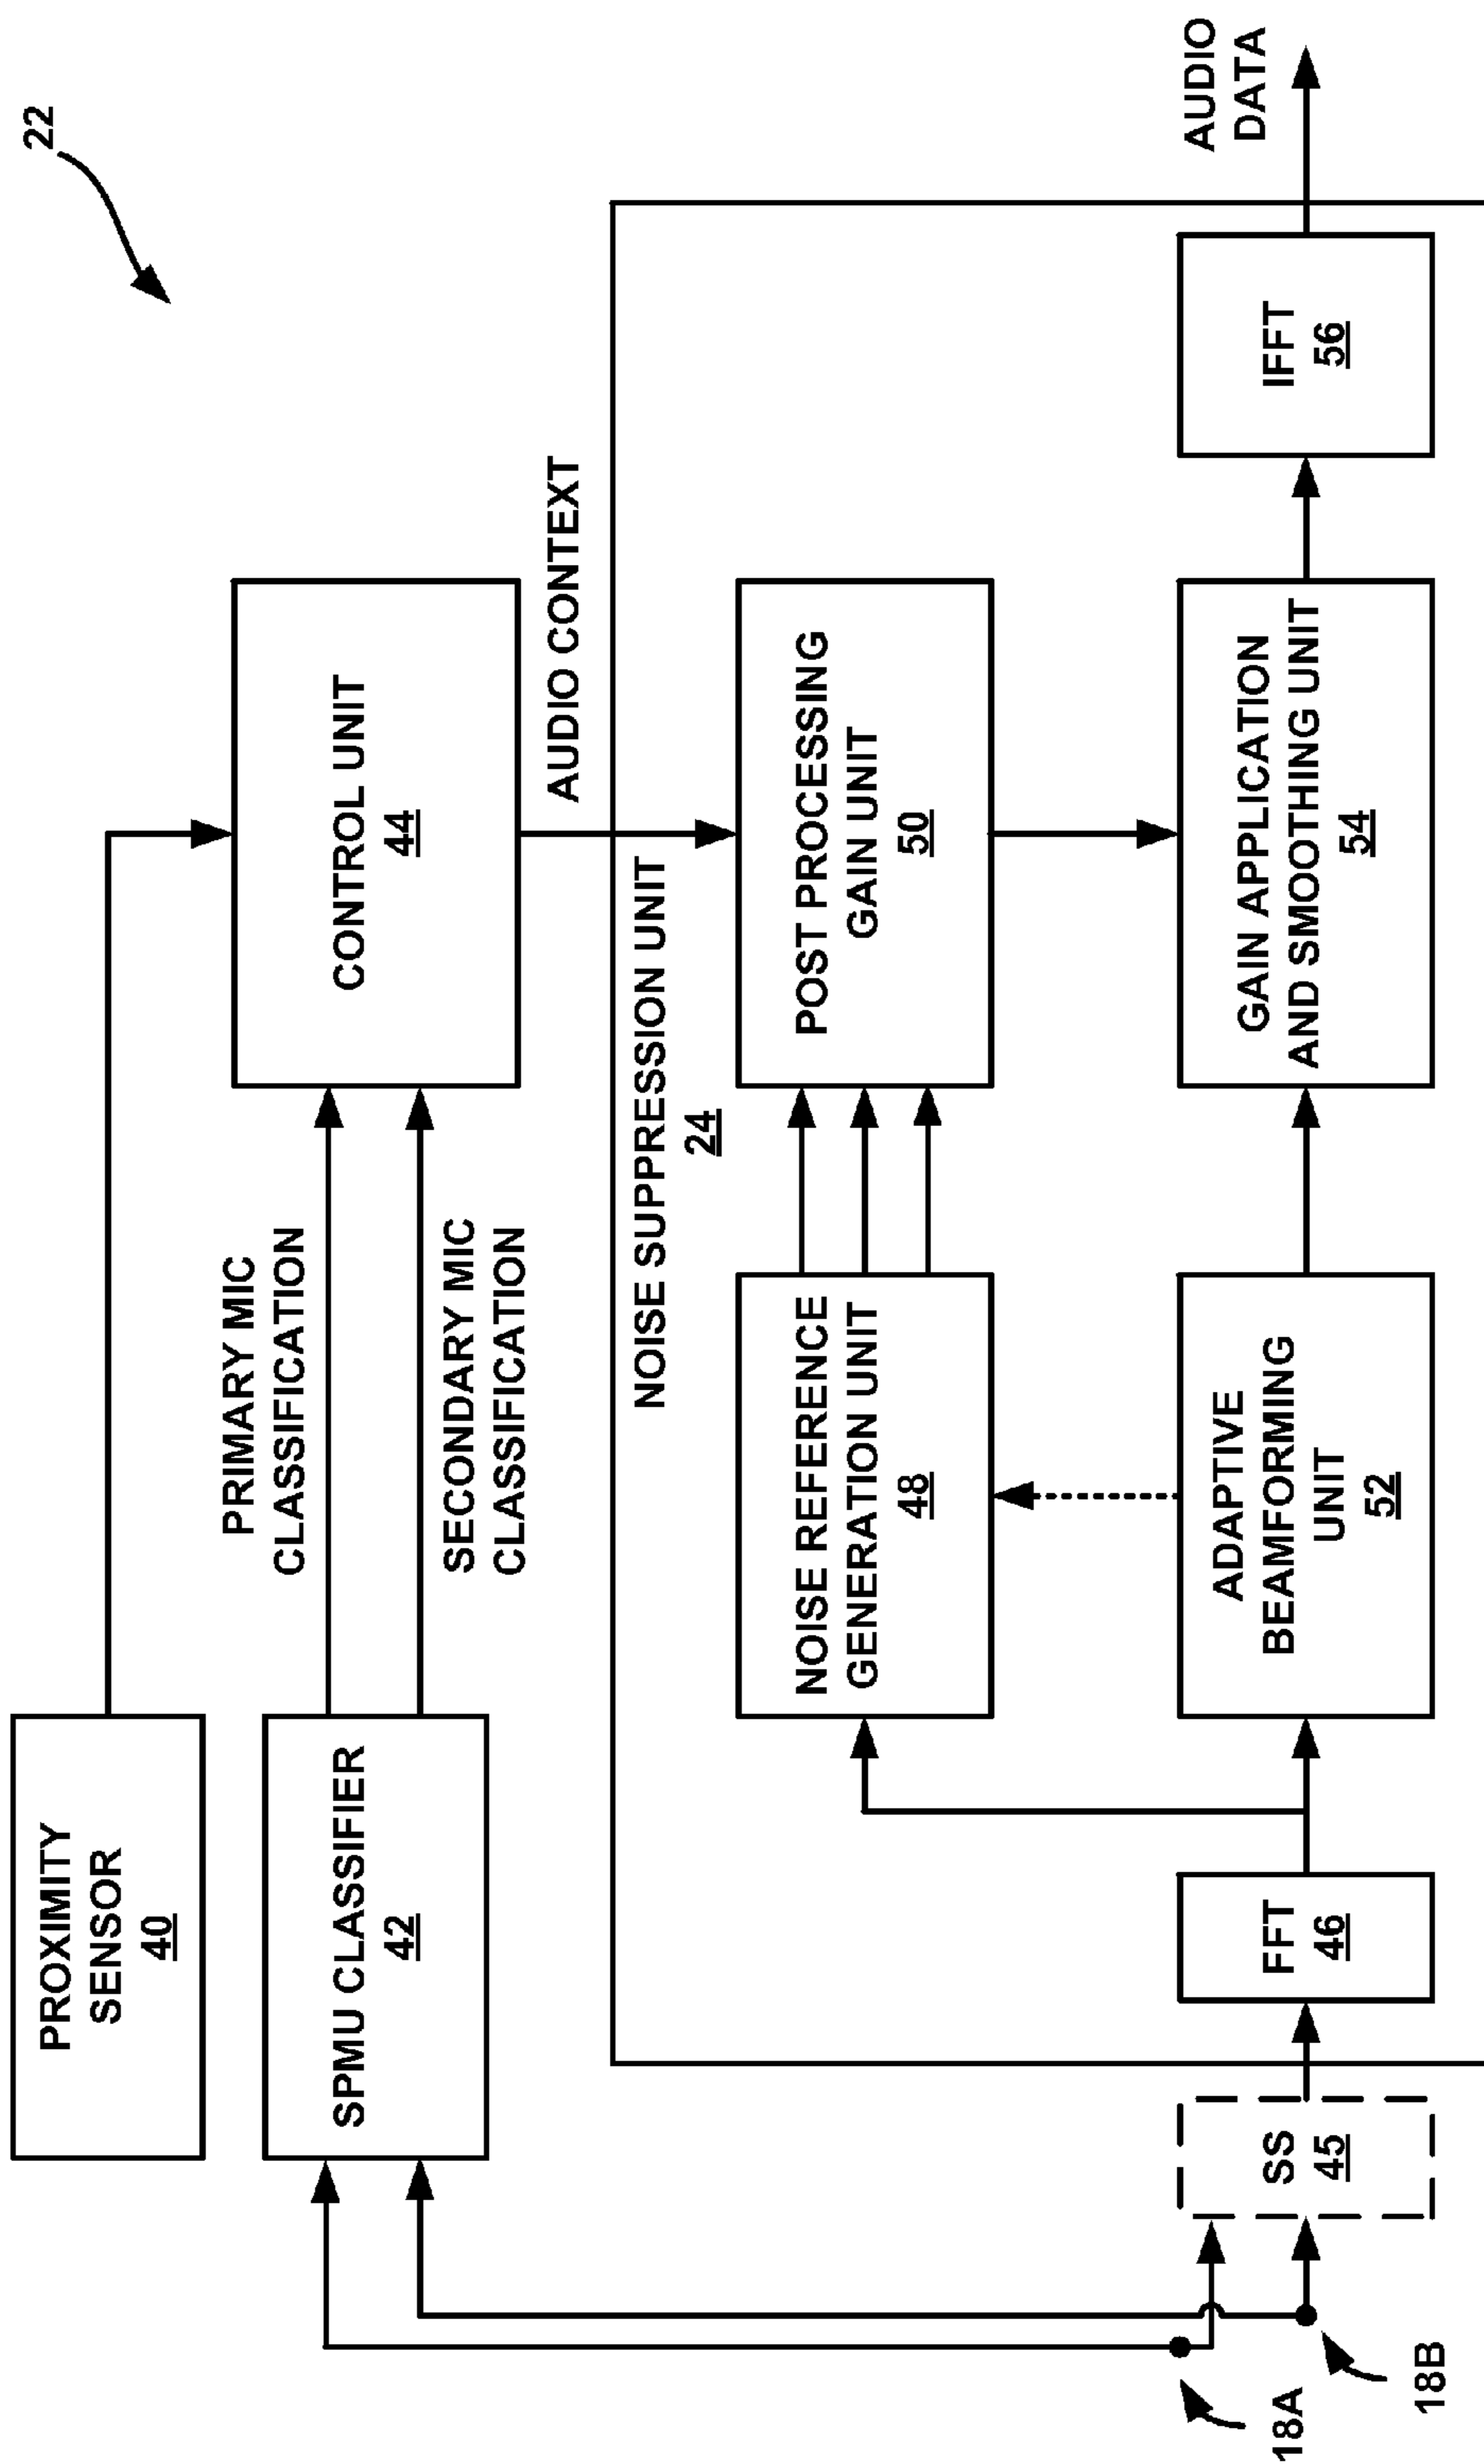 22
PROXIMITY
SENSOR
40
SPMU CLASSIFIER
42
PRIMARY MIC
CLASSIFICATION
SECONDARY MIC
CLASSIFICATION
CONTROL UNIT
44
AUDIO CONTEXT
NOISE SUPPRESSION UNIT
24
NOISE REFERENCE
GENERATION UNIT
48
POST PROCESSING
GAIN UNIT
50
18A
18B
SS
45
FFT
46
ADAPTIVE
BEAMFORMING
UNIT
52
GAIN APPLICATION
AND SMOOTHING UNIT
54
IFFT
56
AUDIO
DATA